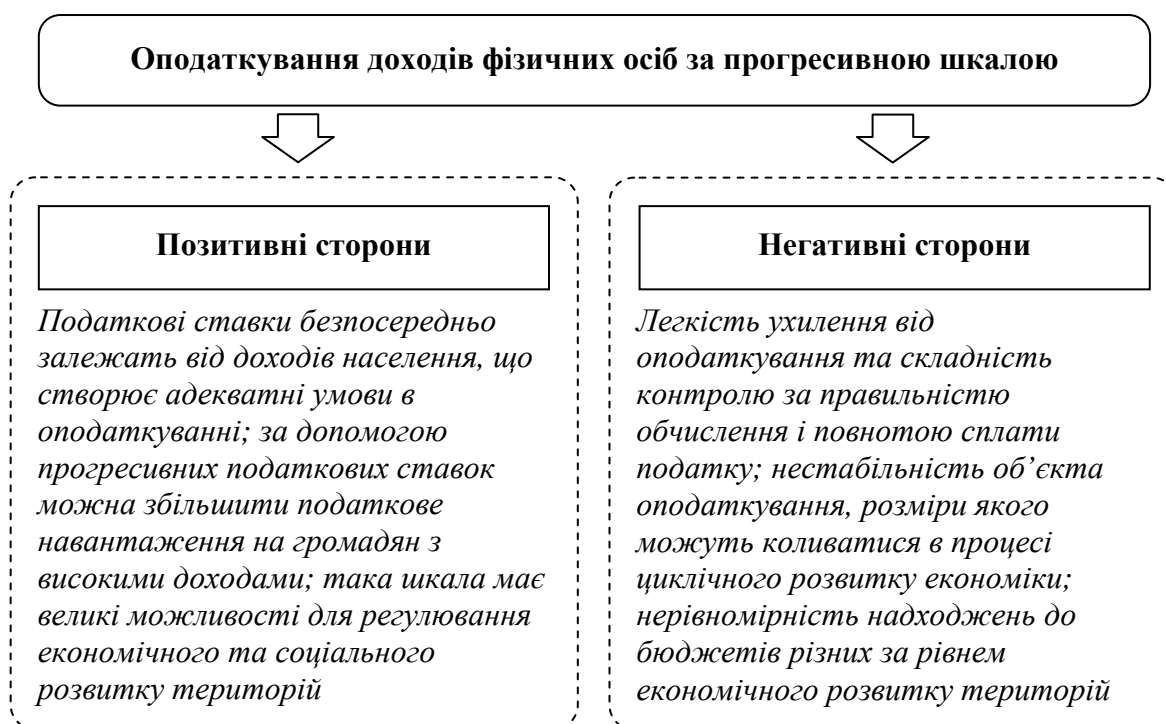 Оподаткування доходів фізичних осіб за прогресивною шкалою
Позитивні сторони
Податкові ставки безпосередньо
залежать від доходів населення, що
створює адекватні умови в
оподаткуванні; за допомогою
прогресивних податкових ставок
можна збільшити податкове
навантаження на громадян з
високими доходами; така шкала має
великі можливості для регулювання
економічного та соціального
розвитку територій
Негативні сторони
Легкість ухилення від
оподаткування та складність
контролю за правильністю
обчислення і повнотою сплати
податку; нестабільність об’єкта
оподаткування, розміри якого
можуть коливатися в процесі
циклічного розвитку економіки;
нерівномірність надходжень до
бюджетів різних за рівнем
економічного розвитку територій